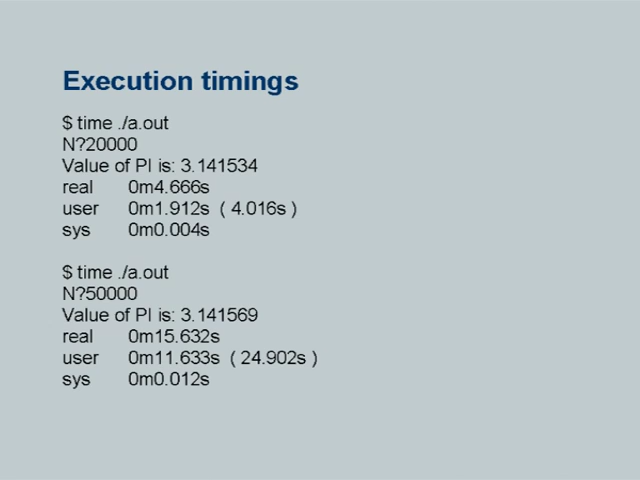 Execution timings
$ time ./a.out
N?20000
Value of PI is: 3.141534
real 0m4.666s
user 0m1.912s ( 4.016s )
sys 0m0.004s
$ time ./a.out
N?50000
Value of PI is: 3.141569
real 0m15.632s
user 0m11.633s ( 24.902s )
sys 0m0.012s